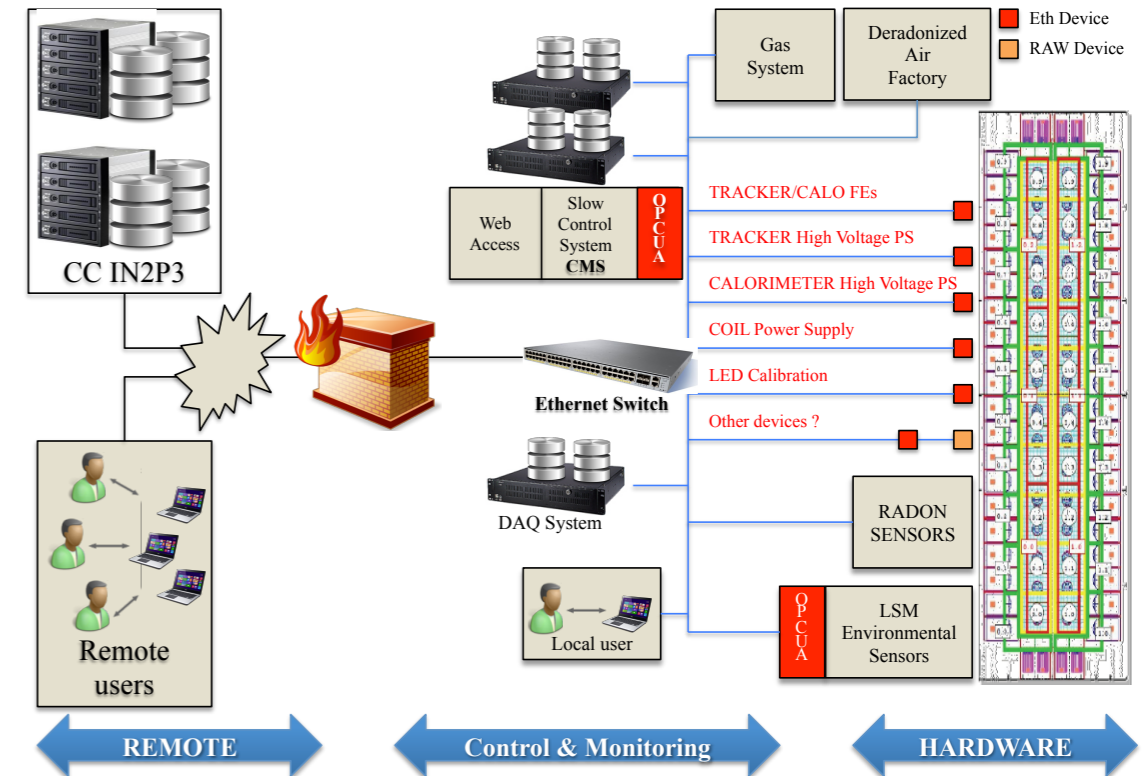 Eth Device
RAW Device
Gas
System
Deradonized
Air
Factory
CC IN2P3
Web
Access
Slow
Control
System
CMS
OPCUA
TRACKER/CALO FEs
TRACKER High Voltage PS
CALORIMETER High Voltage PS
COIL Power Supply
LED Calibration
Other devices ?
Ethernet Switch
DAQ System
RADON
SENSORS
Local user
OPCUA
LSM
Environmental
Sensors
Remote
users
REMOTE
Control & Monitoring
HARDWARE